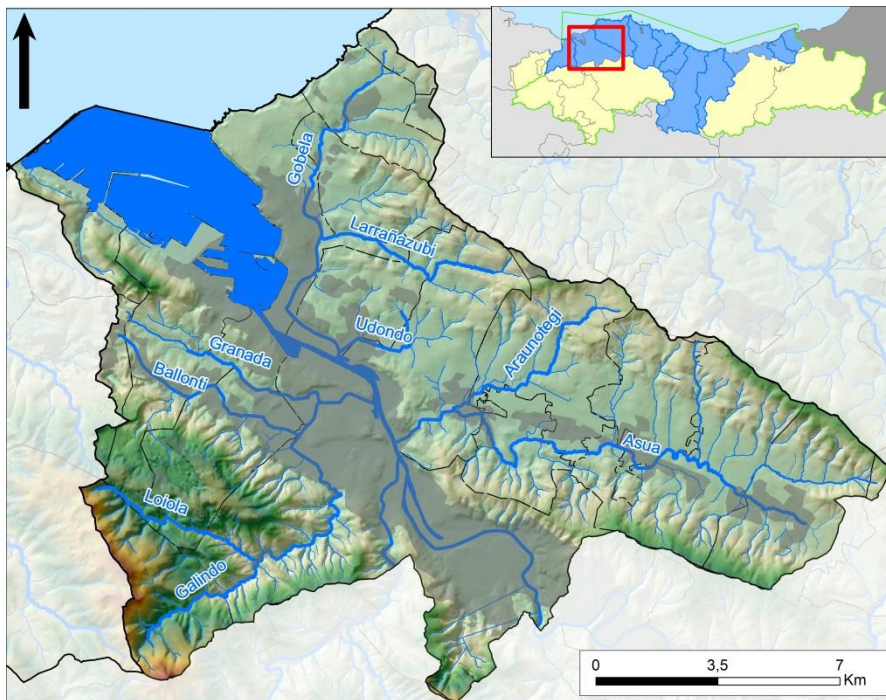 Gobela
Larrañazubi
Udondo
Araunotegi
Granada
Ballonti
Asua
Loiola
Galindo
0 3,5 7
Km